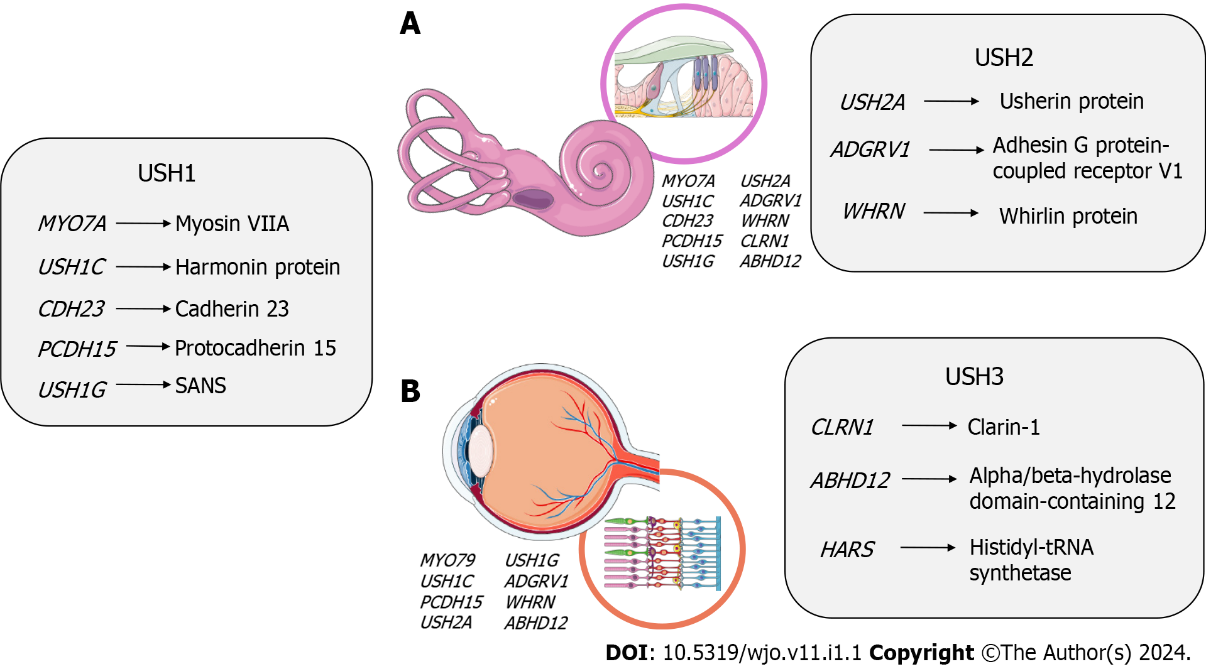 A
USH1
MYO7A Myosin VIIA
USH1C Harmonin protein
CDH23 Cadherin 23
PCDH15 Protocadherin 15
USH1G SANS
MYO7A USH2A
USH1C ADGRV1
CDH23 WHRN
PCDH15 CLRN1
USH1G ABHD12
USH2
USH2A Usherin protein
ADGRV1 Adhesin G protein-
coupled receptor V1
WHRN Whirlin protein
B
MYO79 USH1G
USH1C ADGRV1
PCDH15 WHRN
USH2A ABHD12
USH3
CLRN1 Clarin-1
ABHD12 Alpha/beta-hydrolase
domain-containing 12
HARS Histidyl-tRNA
synthetase
DOI: 10.5319/wjo.v11.i1.1 Copyright ©The Author(s) 2024.